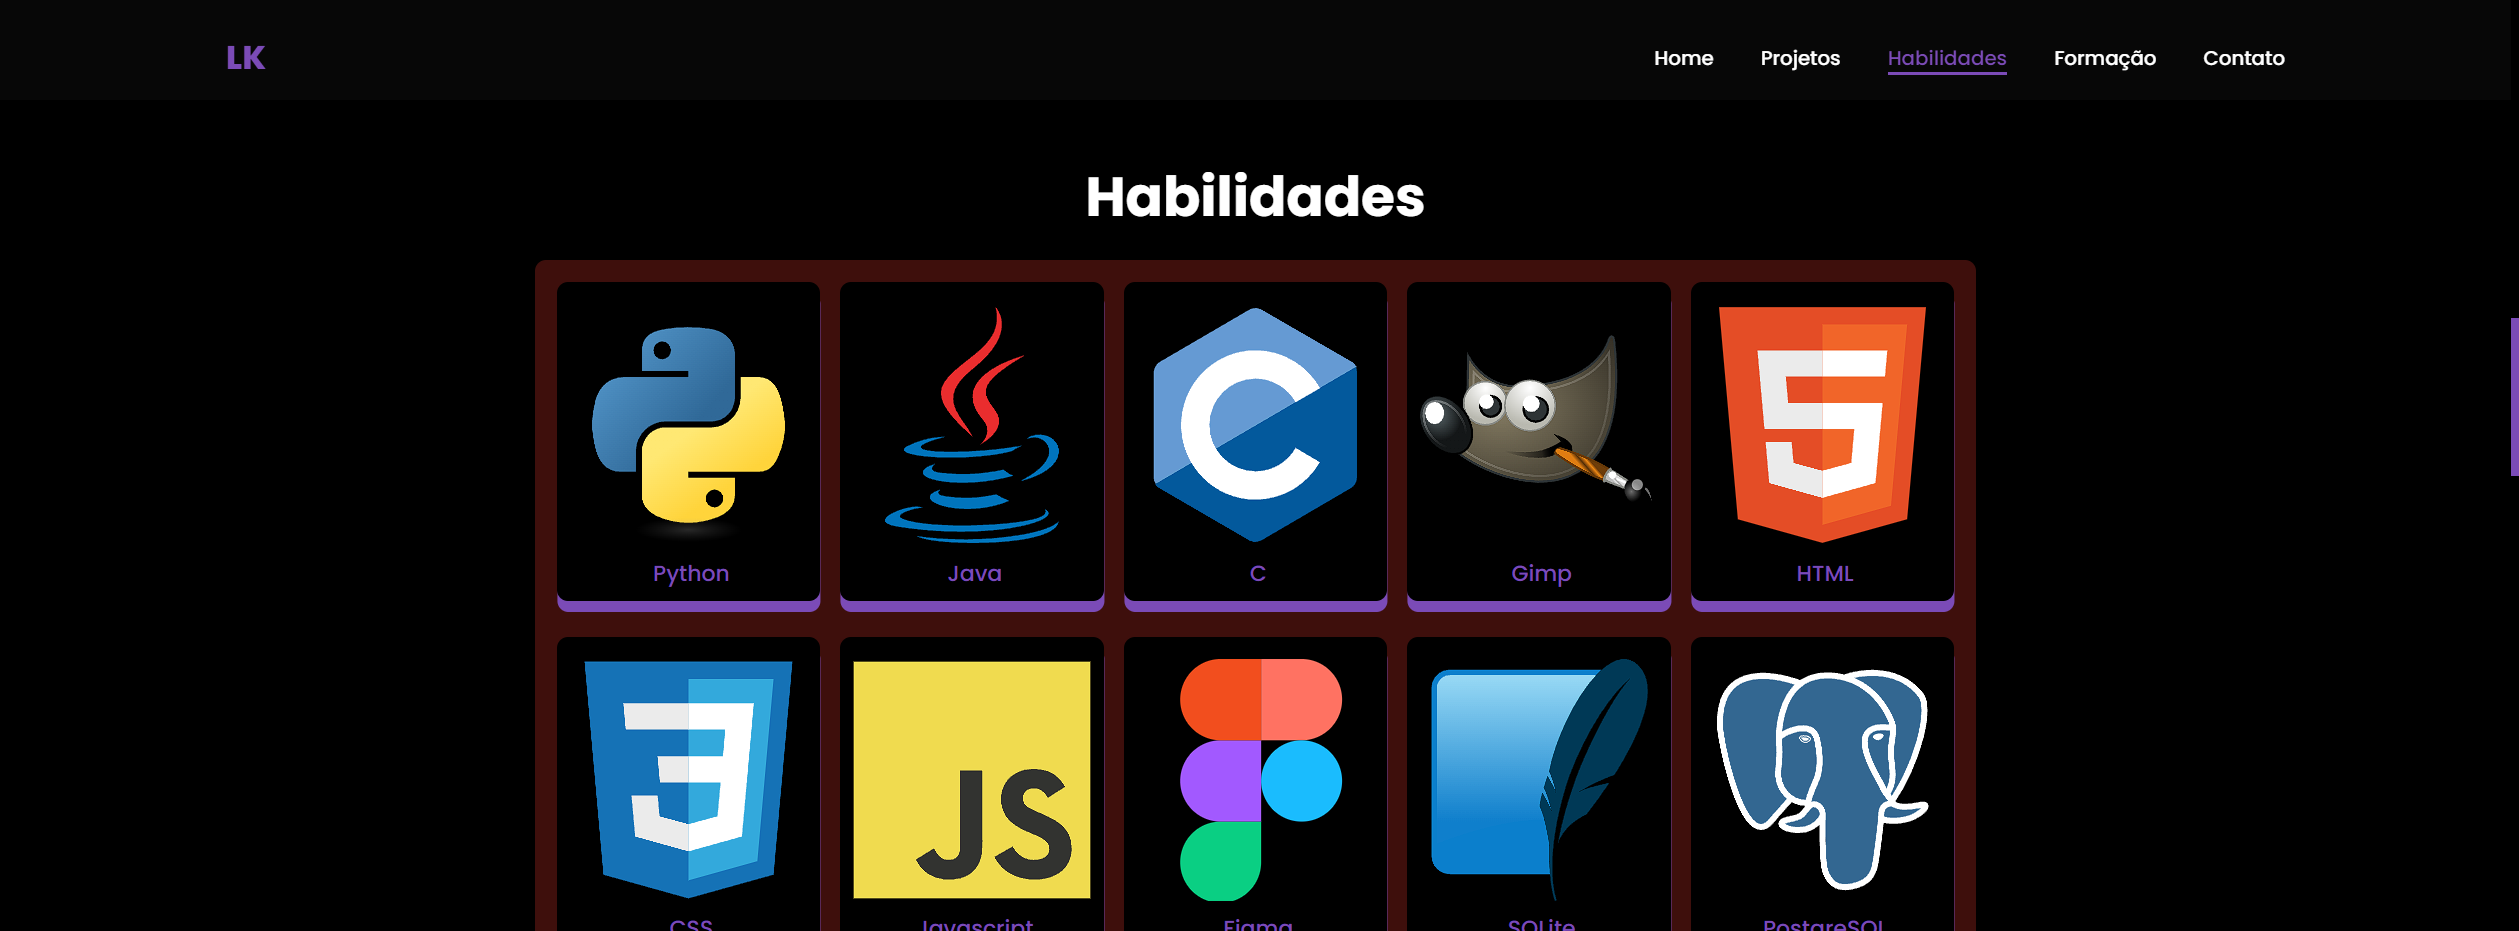 LK
Home Projetos Habilidades Formação Contato
Habilidades
Python Java C Gimp HTML
JS
CSS Javascript Figma SQLite PostgreSQL